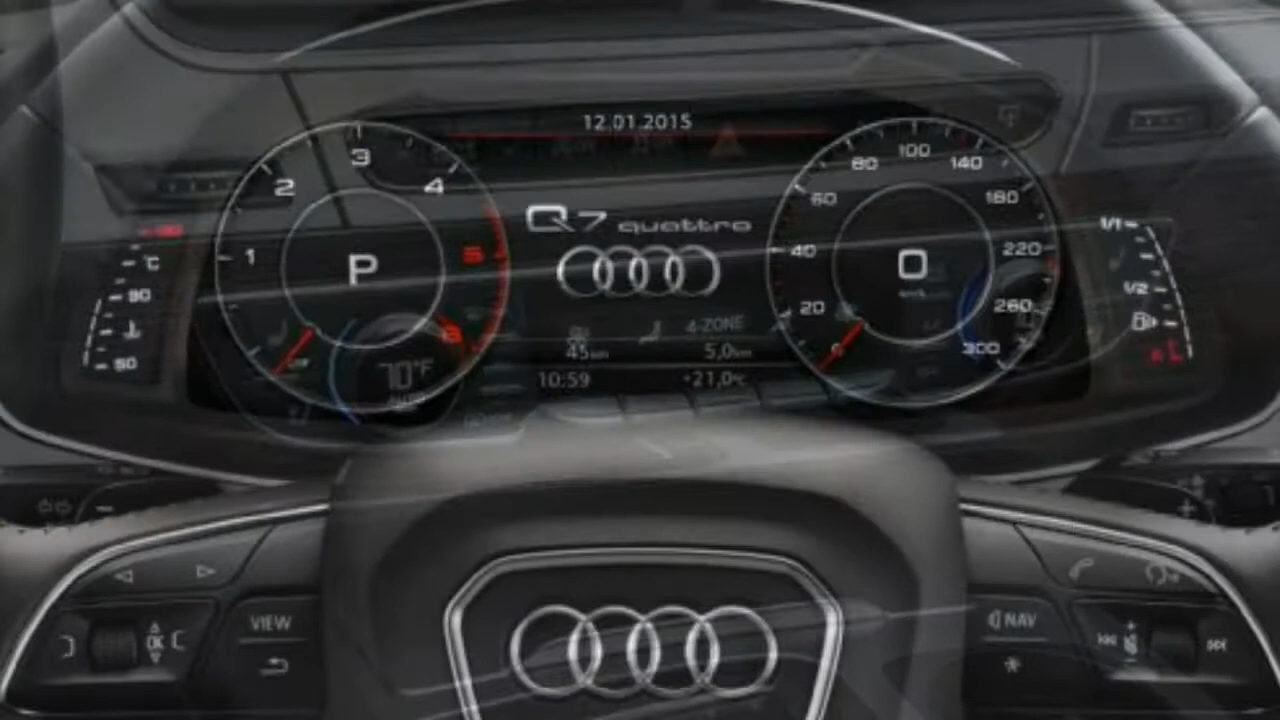 12.01.2015
3
2
4
1
5
P
Q7 quattro
100
80
140
60
180
40
220
20
260
0
300
0
°C
90
50
1/1
1/2
4-ZONE
45km
5,0km
70°F
10:59
+21,0°C
VIEW
OK
NAV